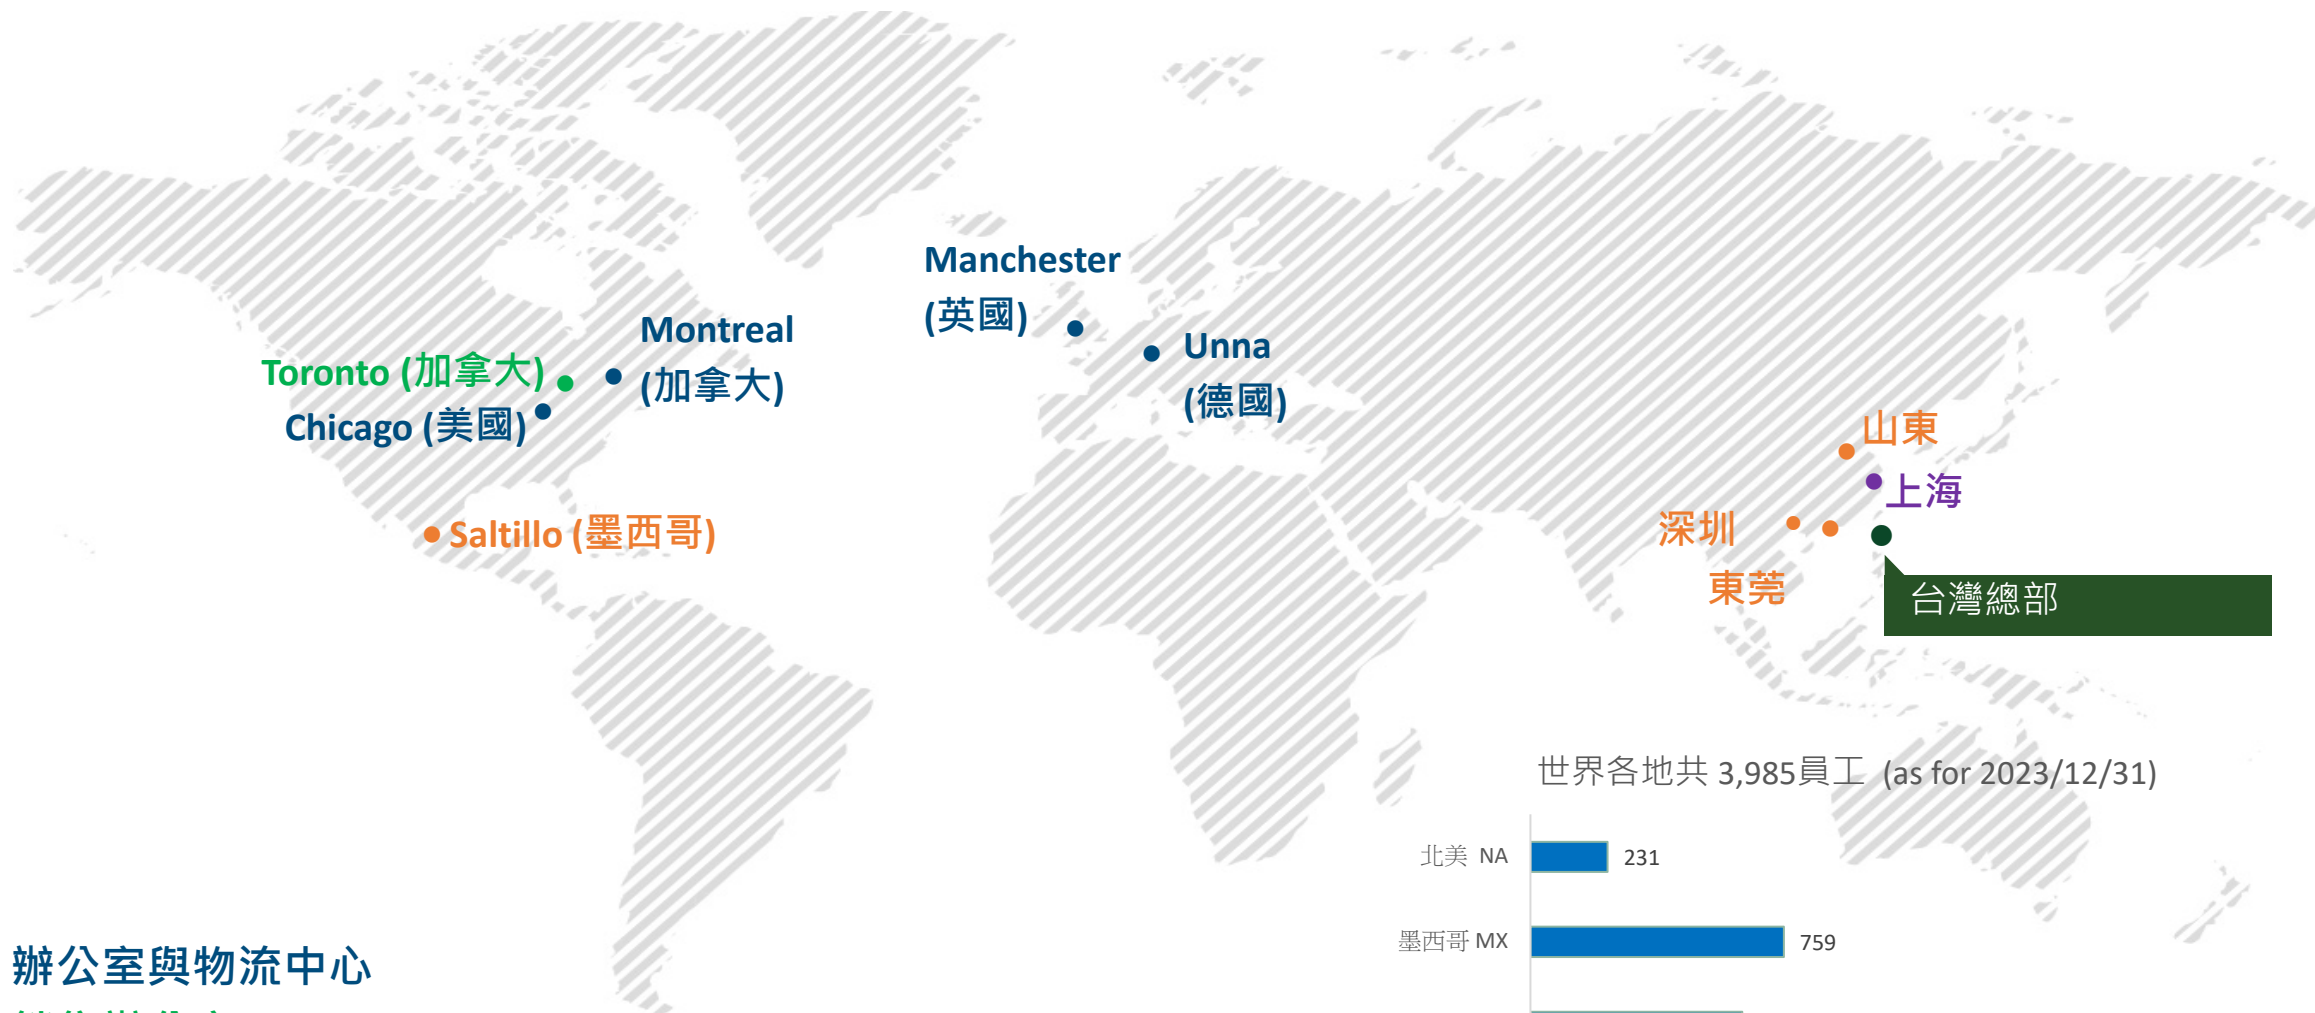 Manchester
(英國)
Montreal
(加拿大)
Unna
(德國)
Toronto (加拿大)
Chicago (美國)
山東
上海
Saltillo (墨西哥)
深圳
東莞
台灣總部
世界各地共 3,985員工 (as for 2023/12/31)
北美 NA 231
墨西哥 MX 759
辦公室與物流中心